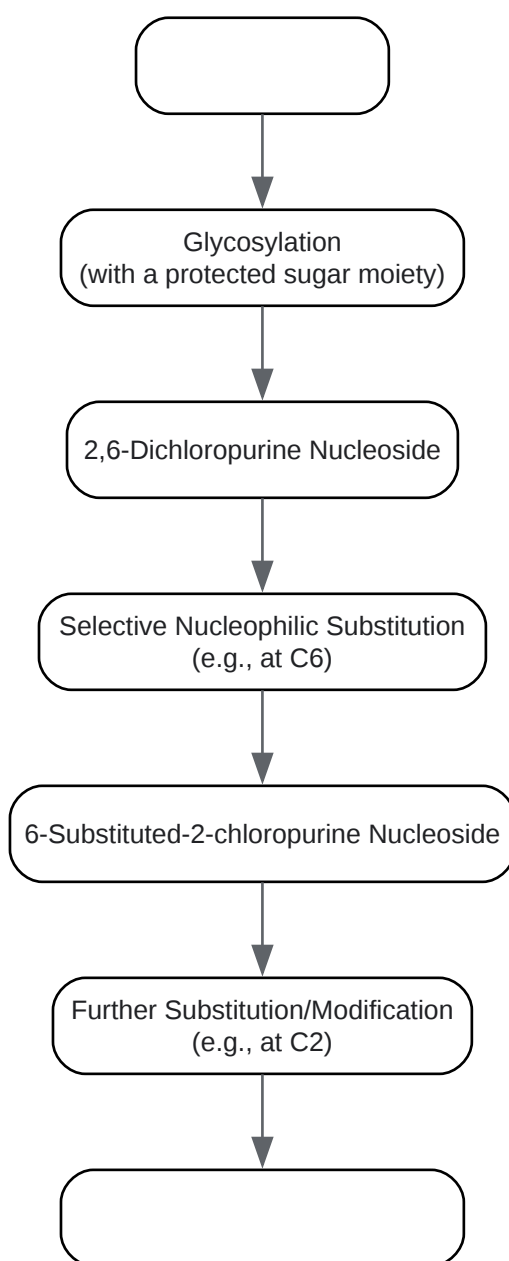 Glycosylation
(with a protected sugar moiety)
2,6-Dichloropurine Nucleoside
Selective Nucleophilic Substitution
(e.g., at C6)
6-Substituted-2-chloropurine Nucleoside
Further Substitution/Modification
(e.g., at C2)